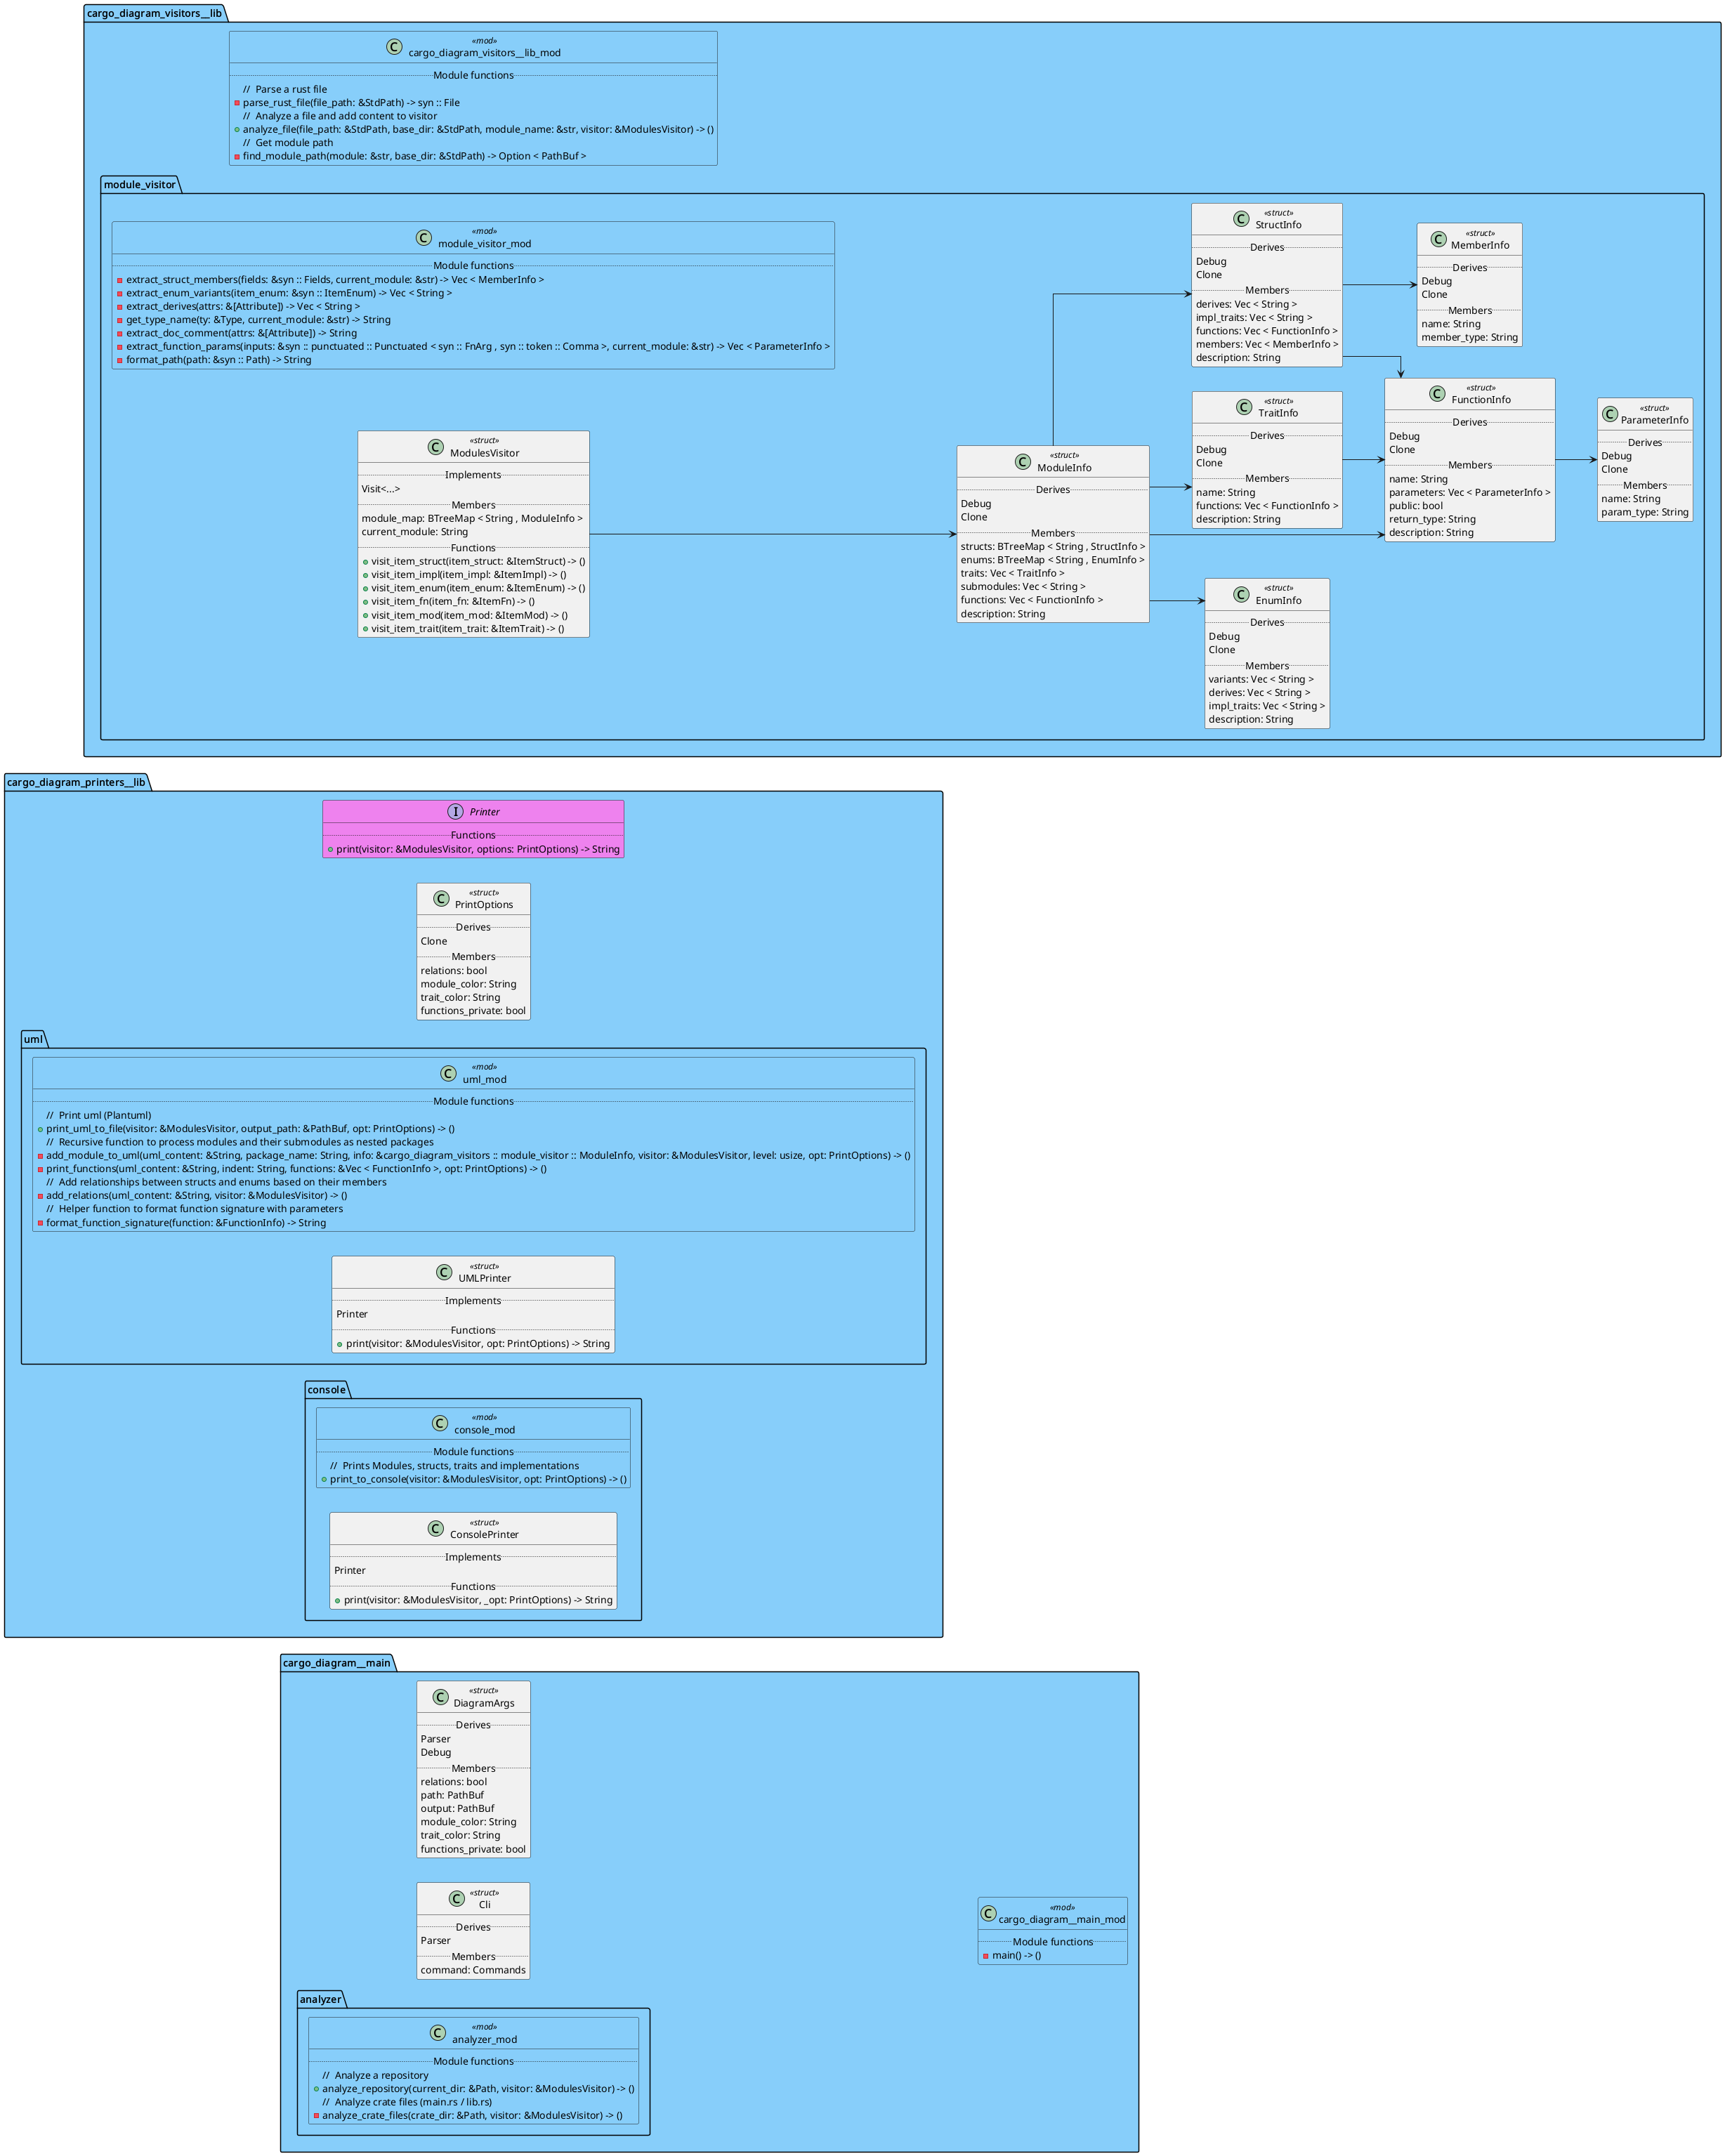 cargo_diagram_visitors__lib
«mod»
C cargo_diagram_visitors__lib_mod
Module functions
// Parse a rust file
parse_rust_file(file_path: &StdPath) -> syn :: File
// Analyze a file and add content to visitor
analyze_file(file_path: &StdPath, base_dir: &StdPath, module_name: &str, visitor: &ModulesVisitor) -> ()
// Get module path
find_module_path(module: &str, base_dir: &StdPath) -> Option < PathBuf >
module_visitor
«mod»
C module_visitor_mod
Module functions
extract_struct_members(fields: &syn :: Fields, current_module: &str) -> Vec < MemberInfo >
extract_enum_variants(item_enum: &syn :: ItemEnum) -> Vec < String >
extract_derives(attrs: &[Attribute]) -> Vec < String >
get_type_name(ty: &Type, current_module: &str) -> String
extract_doc_comment(attrs: &[Attribute]) -> String
extract_function_params(inputs: &syn :: punctuated :: Punctuated < syn :: FnArg , syn :: token :: Comma >, current_module: &str) -> Vec < ParameterInfo >
format_path(path: &syn :: Path) -> String
«struct»
C StructInfo
Derives
Debug
Clone
Members
derives: Vec < String >
impl_traits: Vec < String >
functions: Vec < FunctionInfo >
members: Vec < MemberInfo >
description: String
«struct»
C MemberInfo
Derives
Debug
Clone
Members
name: String
member_type: String
«struct»
C ModulesVisitor
Implements
Visit<...>
Members
module_map: BTreeMap < String , ModuleInfo >
current_module: String
Functions
visit_item_struct(item_struct: &ItemStruct) -> ()
visit_item_impl(item_impl: &ItemImpl) -> ()
visit_item_enum(item_enum: &ItemEnum) -> ()
visit_item_fn(item_fn: &ItemFn) -> ()
visit_item_mod(item_mod: &ItemMod) -> ()
visit_item_trait(item_trait: &ItemTrait) -> ()
«struct»
C ModuleInfo
Derives
Debug
Clone
Members
structs: BTreeMap < String , StructInfo >
enums: BTreeMap < String , EnumInfo >
traits: Vec < TraitInfo >
submodules: Vec < String >
functions: Vec < FunctionInfo >
description: String
«struct»
C TraitInfo
Derives
Debug
Clone
Members
name: String
functions: Vec < FunctionInfo >
description: String
«struct»
C FunctionInfo
Derives
Debug
Clone
Members
name: String
parameters: Vec < ParameterInfo >
public: bool
return_type: String
description: String
«struct»
C ParameterInfo
Derives
Debug
Clone
Members
name: String
param_type: String
«struct»
C EnumInfo
Derives
Debug
Clone
Members
variants: Vec < String >
derives: Vec < String >
impl_traits: Vec < String >
description: String
cargo_diagram_printers__lib
I Printer
Functions
print(visitor: &ModulesVisitor, options: PrintOptions) -> String
«struct»
C PrintOptions
Derives
Clone
Members
relations: bool
module_color: String
trait_color: String
functions_private: bool
uml
«mod»
C uml_mod
Module functions
// Print uml (Plantuml)
print_uml_to_file(visitor: &ModulesVisitor, output_path: &PathBuf, opt: PrintOptions) -> ()
// Recursive function to process modules and their submodules as nested packages
add_module_to_uml(uml_content: &String, package_name: String, info: &cargo_diagram_visitors :: module_visitor :: ModuleInfo, visitor: &ModulesVisitor, level: usize, opt: PrintOptions) -> ()
print_functions(uml_content: &String, indent: String, functions: &Vec < FunctionInfo >, opt: PrintOptions) -> ()
// Add relationships between structs and enums based on their members
add_relations(uml_content: &String, visitor: &ModulesVisitor) -> ()
// Helper function to format function signature with parameters
format_function_signature(function: &FunctionInfo) -> String
«struct»
C UMLPrinter
Implements
Printer
Functions
print(visitor: &ModulesVisitor, opt: PrintOptions) -> String
console
«mod»
C console_mod
Module functions
// Prints Modules, structs, traits and implementations
print_to_console(visitor: &ModulesVisitor, opt: PrintOptions) -> ()
«struct»
C ConsolePrinter
Implements
Printer
Functions
print(visitor: &ModulesVisitor, _opt: PrintOptions) -> String
cargo_diagram__main
«struct»
C DiagramArgs
Derives
Parser
Debug
Members
relations: bool
path: PathBuf
output: PathBuf
module_color: String
trait_color: String
functions_private: bool
«struct»
C Cli
Derives
Parser
Members
command: Commands
«mod»
C cargo_diagram__main_mod
Module functions
main() -> ()
analyzer
«mod»
C analyzer_mod
Module functions
// Analyze a repository
analyze_repository(current_dir: &Path, visitor: &ModulesVisitor) -> ()
// Analyze crate files (main.rs / lib.rs)
analyze_crate_files(crate_dir: &Path, visitor: &ModulesVisitor) -> ()